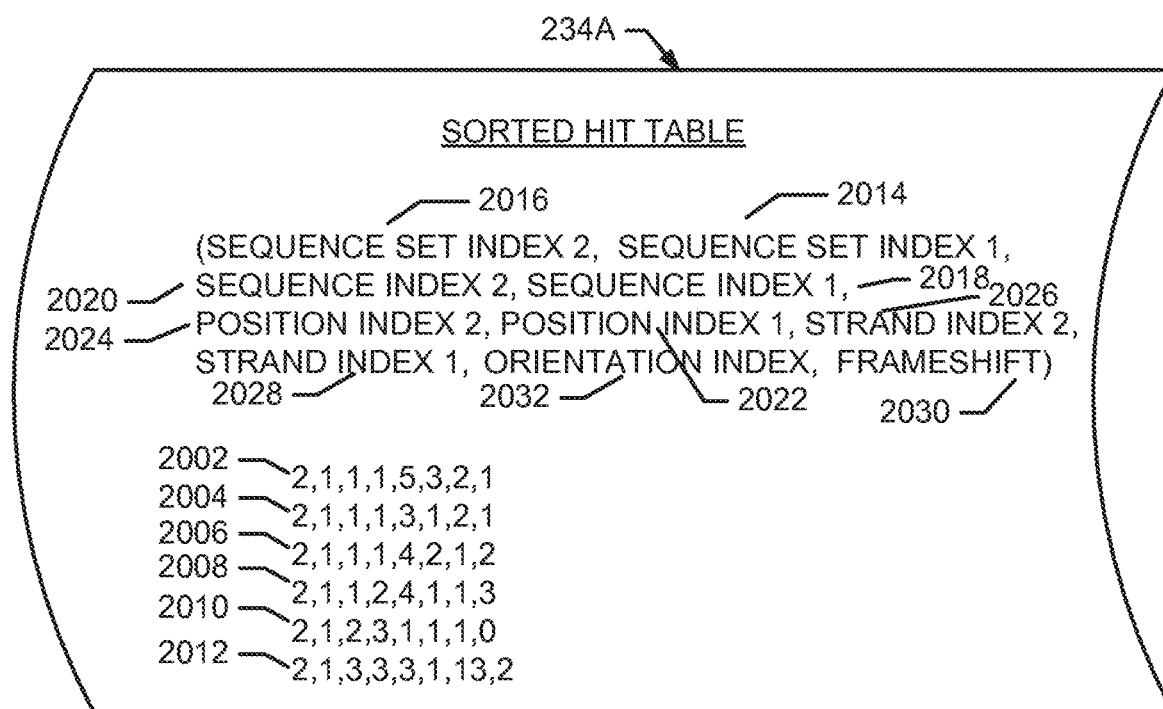 234A
SORTED HIT TABLE
2016 2014
(SEQUENCE SET INDEX 2, SEQUENCE SET INDEX 1,
2020 SEQUENCE INDEX 2, SEQUENCE INDEX 1, 2018
2026
2024 POSITION INDEX 2, POSITION INDEX 1, STRAND INDEX 2,
STRAND INDEX 1, ORIENTATION INDEX, FRAMESHIFT)
2028 2032 2022 2030
2002 2,1,1,1,5,3,2,1
2004 2,1,1,1,3,1,2,1
2006 2,1,1,1,4,2,1,2
2008 2,1,1,2,4,1,1,3
2010 2,1,2,3,1,1,1,0
2012 2,1,3,3,3,1,13,2